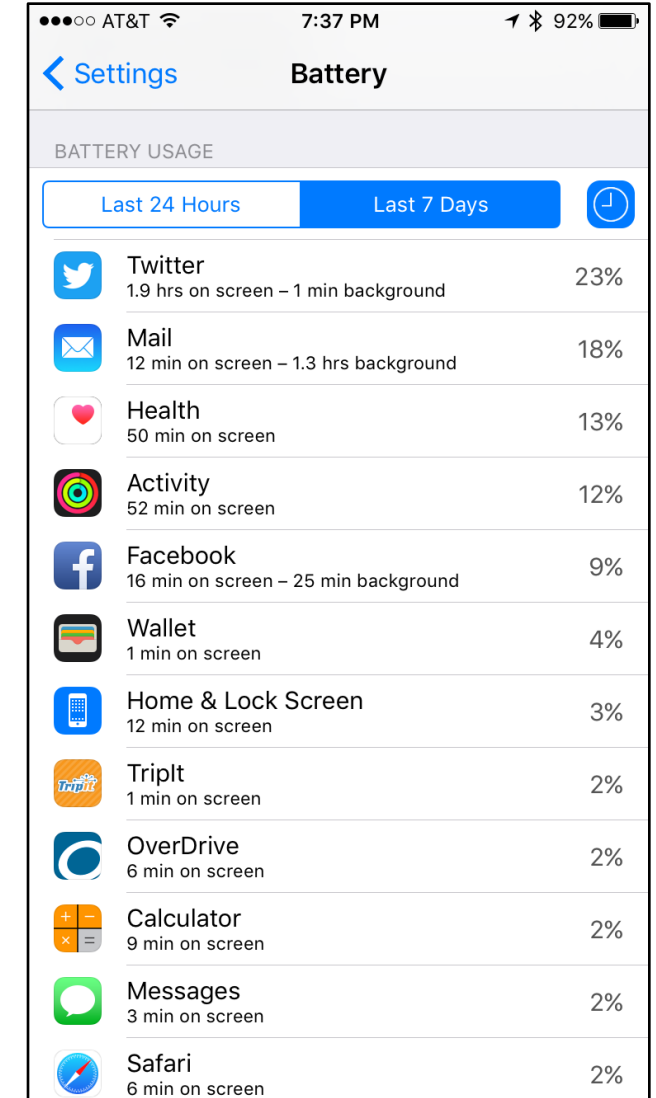 ●●●○○ AT&T 7:37 PM 92%
Settings Battery
BATTERY USAGE
Last 24 Hours Last 7 Days
Twitter 23%
1.9 hrs on screen – 1 min background
Mail 18%
12 min on screen – 1.3 hrs background
Health 13%
50 min on screen
Activity 12%
52 min on screen
Facebook 9%
16 min on screen – 25 min background
Wallet 4%
1 min on screen
Home & Lock Screen 3%
12 min on screen
TripIt 2%
1 min on screen
OverDrive 2%
6 min on screen
Calculator 2%
9 min on screen
Messages 2%
3 min on screen
Safari 2%
6 min on screen